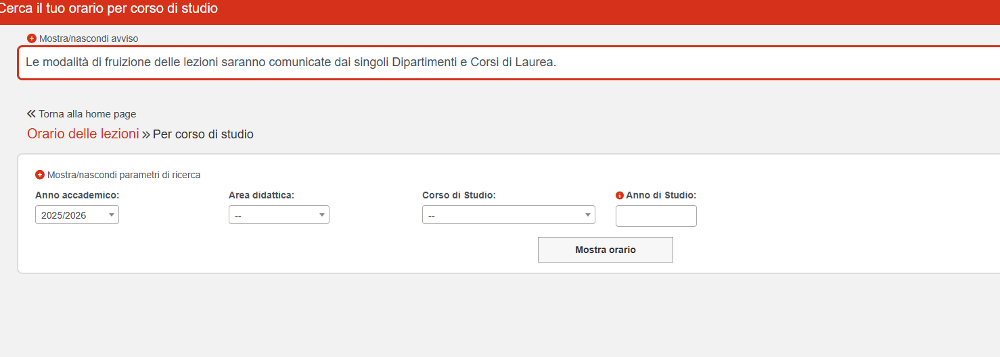 Cerca il tuo orario per corso di studio
Mostra/nascondi avviso
Le modalità di fruizione delle lezioni saranno comunicate dai singoli Dipartimenti e Corsi di Laurea.
Torna alla home page
Orario delle lezioni » Per corso di studio
Mostra/nascondi parametri di ricerca
Anno accademico: Area didattica: Corso di Studio: Anno di Studio:
2025/2026 -- --
Mostra orario